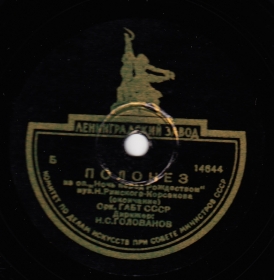 ЛЕНИНГРАДСКИЙ ЗАВОД
Б
ПОЛОНЕЗ
14644
из оп. „Ночь перед рождеством"
муз. Н. Римского-Корсакова
(окончание)
Орк. ГАБТ СССР
Дирижер:
Н.С.ГОЛОВАНОВ
КОМИТЕТ ПО ДЕЛАМ ИСКУССТВ ПРИ СОВЕТЕ МИНИСТРОВ СССР